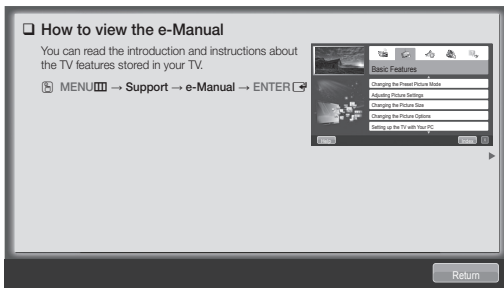 How to view the e-Manual
You can read the introduction and instructions about
the TV features stored in your TV.
MENU → Support → e-Manual → ENTER
Basic Features
Changing the Preset Picture Mode
Adjusting Picture Settings
Changing the Picture Size
Changing the Picture Options
Setting up the TV with Your PC
Held
Index
Return